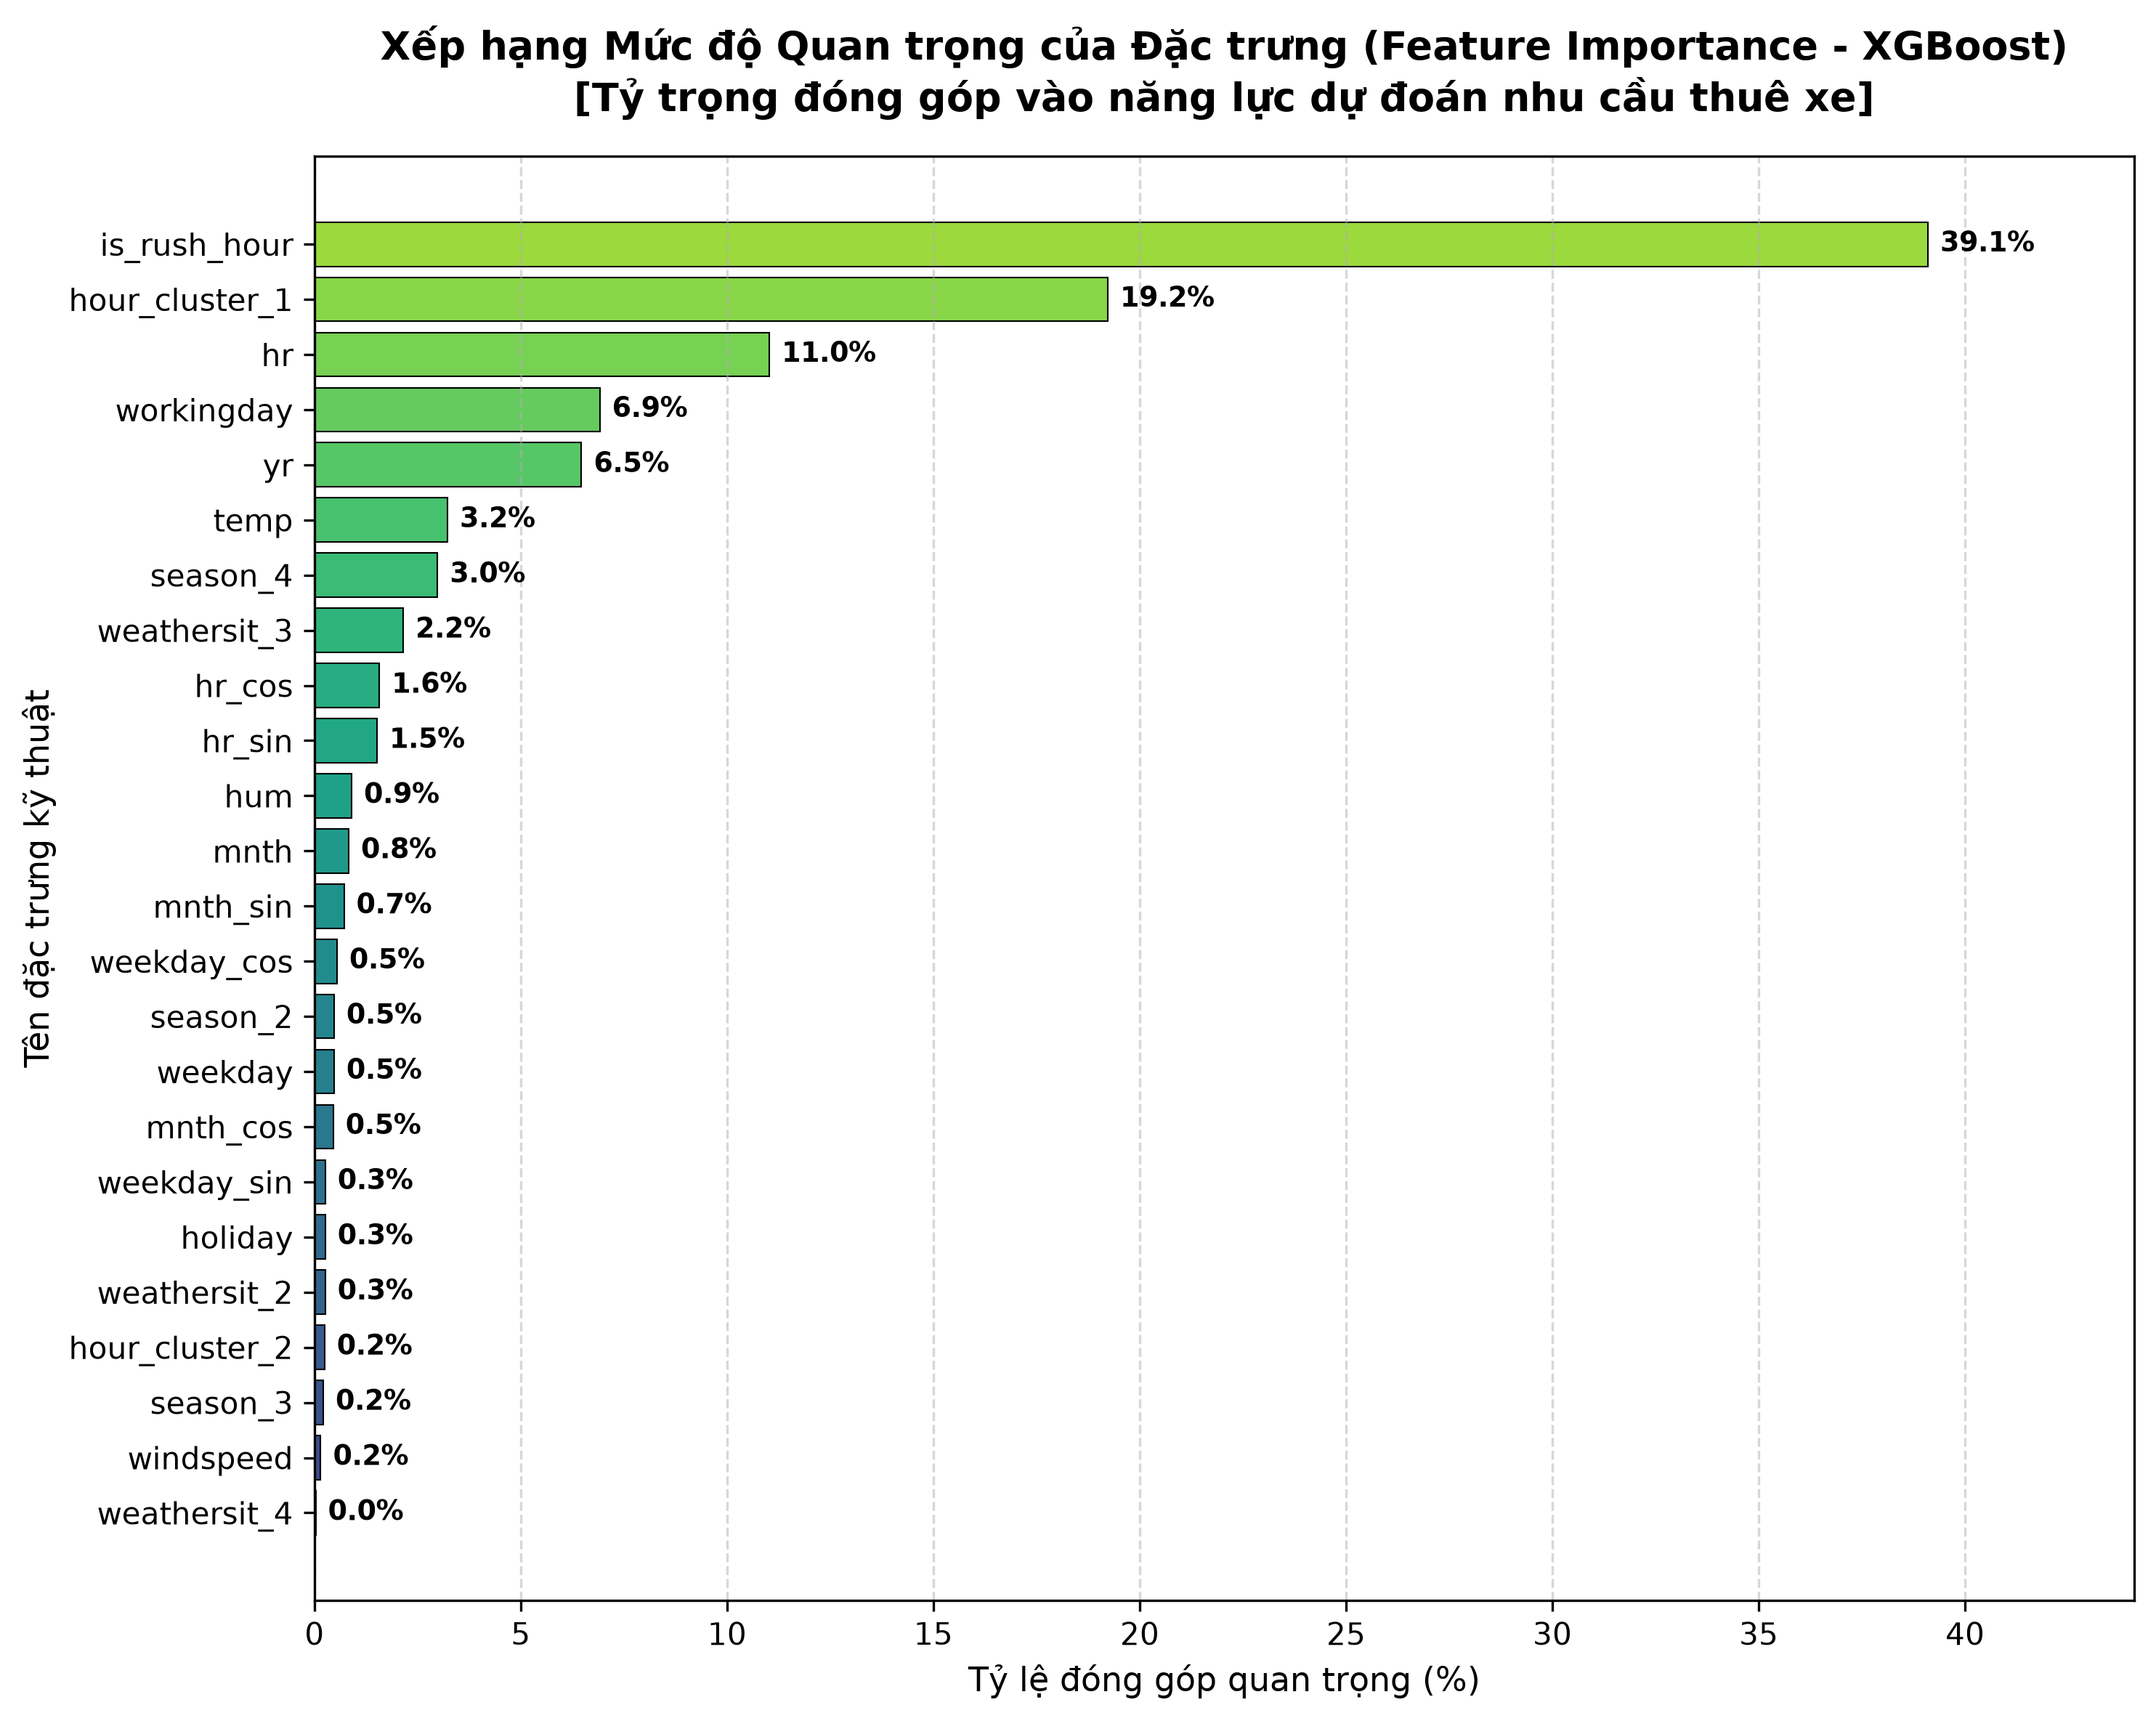 Xếp hạng Mức độ Quan trọng của Đặc trưng (Feature Importance - XGBoost)
[Tỷ trọng đóng góp vào năng lực dự đoán nhu cầu thuê xe]
Tên đặc trưng kỹ thuật
is_rush_hour 39.1%
hour_cluster_1 19.2%
hr 11.0%
workingday 6.9%
yr 6.5%
temp 3.2%
season_4 3.0%
weathersit_3 2.2%
hr_cos 1.6%
hr_sin 1.5%
hum 0.9%
mnth 0.8%
mnth_sin 0.7%
weekday_cos 0.5%
season_2 0.5%
weekday 0.5%
mnth_cos 0.5%
weekday_sin 0.3%
holiday 0.3%
weathersit_2 0.3%
hour_cluster_2 0.2%
season_3 0.2%
windspeed 0.2%
weathersit_4 0.0%
0 5 10 15 20 25 30 35 40
Tỷ lệ đóng góp quan trọng (%)